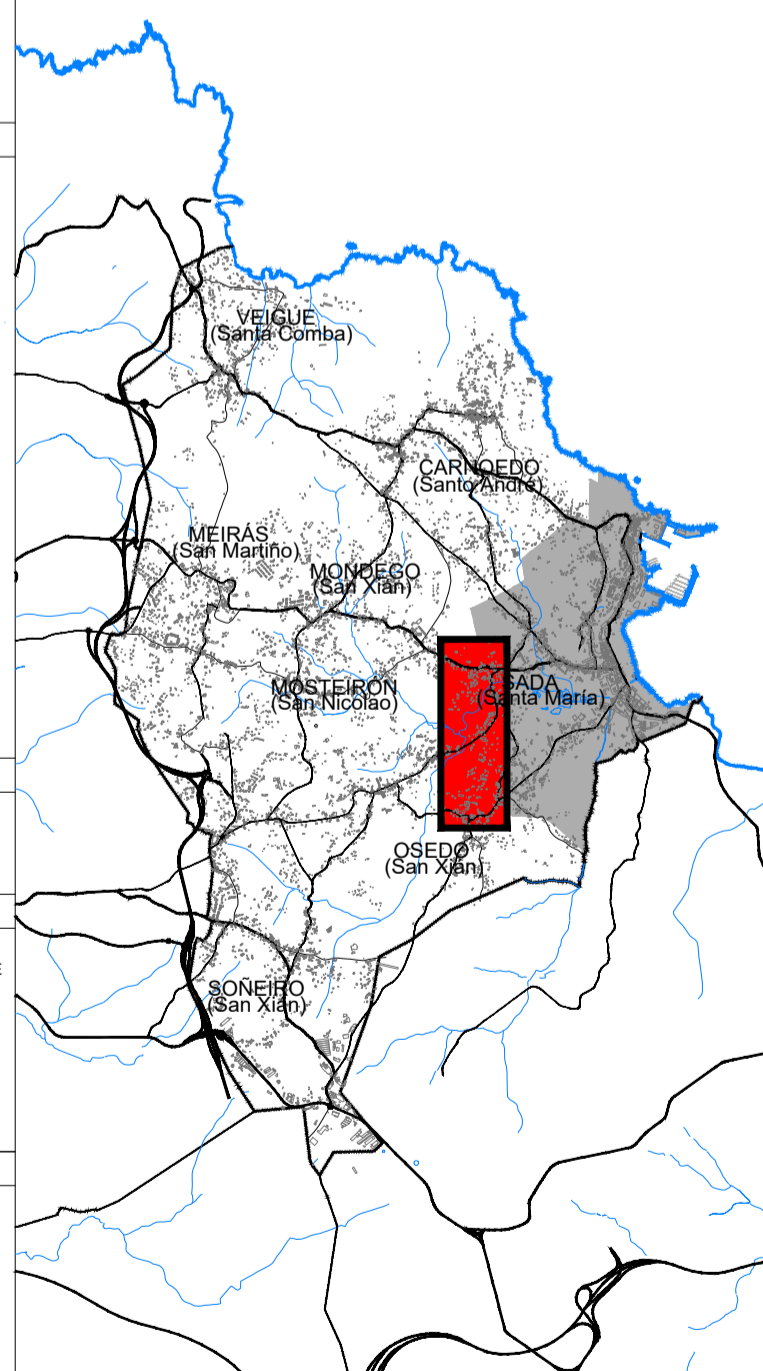 VEIGUE
(Santa Comba)
CARNOEDO
(Santo André)
MEIRÁS
(San Martiño)
MONDEGO
(San Xián)
MOSTEIRÓN
(San Nicolao)
SADA
(Santa María)
OSEDO
(San Xián)
SOÑEIRO
(San Xián)